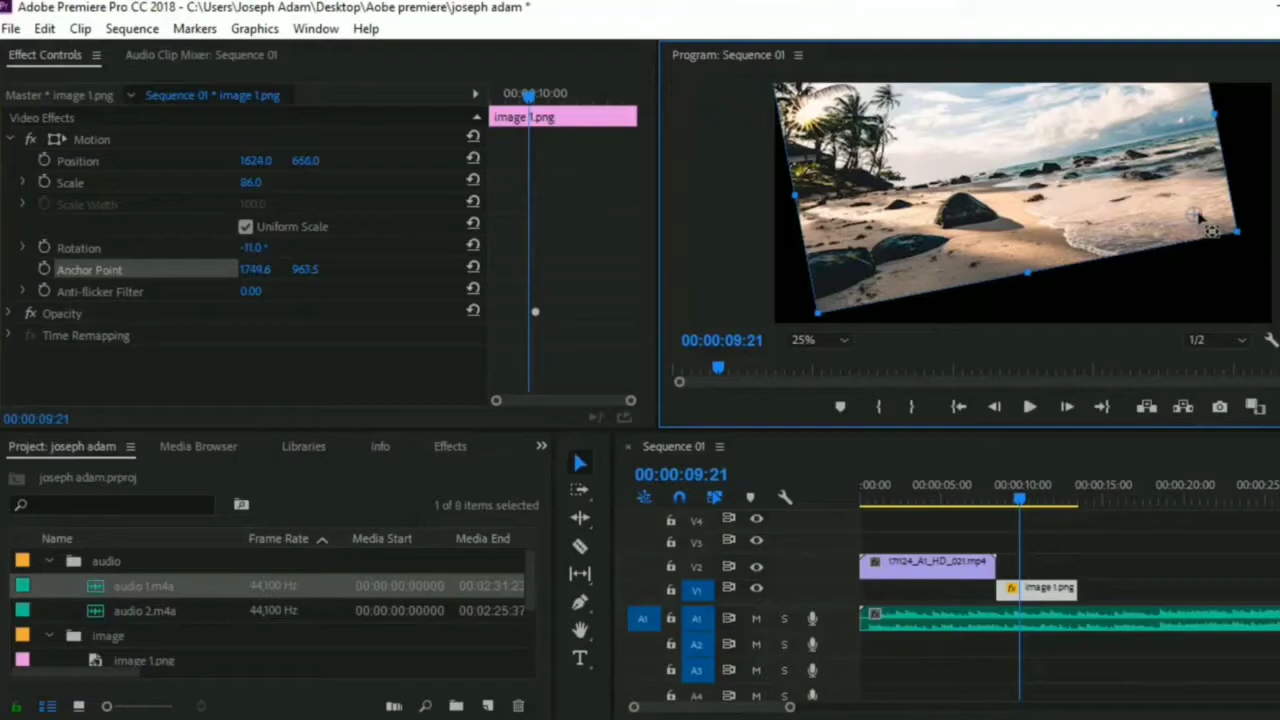 Adobe Premiere Pro CC 2018 - C:\Users\Joseph Adam\Desktop\Aobe premiere\joseph adam *
File Edit Clip Sequence Markers Graphics Window Help
Effect Controls Audio Clip Mixer: Sequence 01
Program: Sequence 01
Master * image 1.png Sequence 01 * image 1.png
00:00:10:00
Video Effects
image 1.png
fx Motion
Position 1624.0 656.0
Scale 86.0
Scale Width 100.0
Uniform Scale
Rotation -11.0 °
Anchor Point 1749.6 963.5
Anti-flicker Filter 0.00
fx Opacity
Time Remapping
00:00:09:21 25% 1/2
00:00:09:21
Project: joseph adam Media Browser Libraries Info Effects
joseph adam.prproj
1 of 8 items selected
Name Frame Rate Media Start Media End
audio
audio 1.m4a 44,100 Hz 00:00:00:00000 00:02:31:23
audio 2.m4a 44,100 Hz 00:00:00:00000 00:02:25:37
image
image 1.png
Sequence 01
00:00:09:21
:00:00 00:00:05:00 00:00:10:00 00:00:15:00 00:00:20:00 00:00:25
V4
V3
V2 171124_A1_HD_021.mp4
V1 fx image 1.png
A1 A1 M S
A2 M S
A3 M S
A4 M S